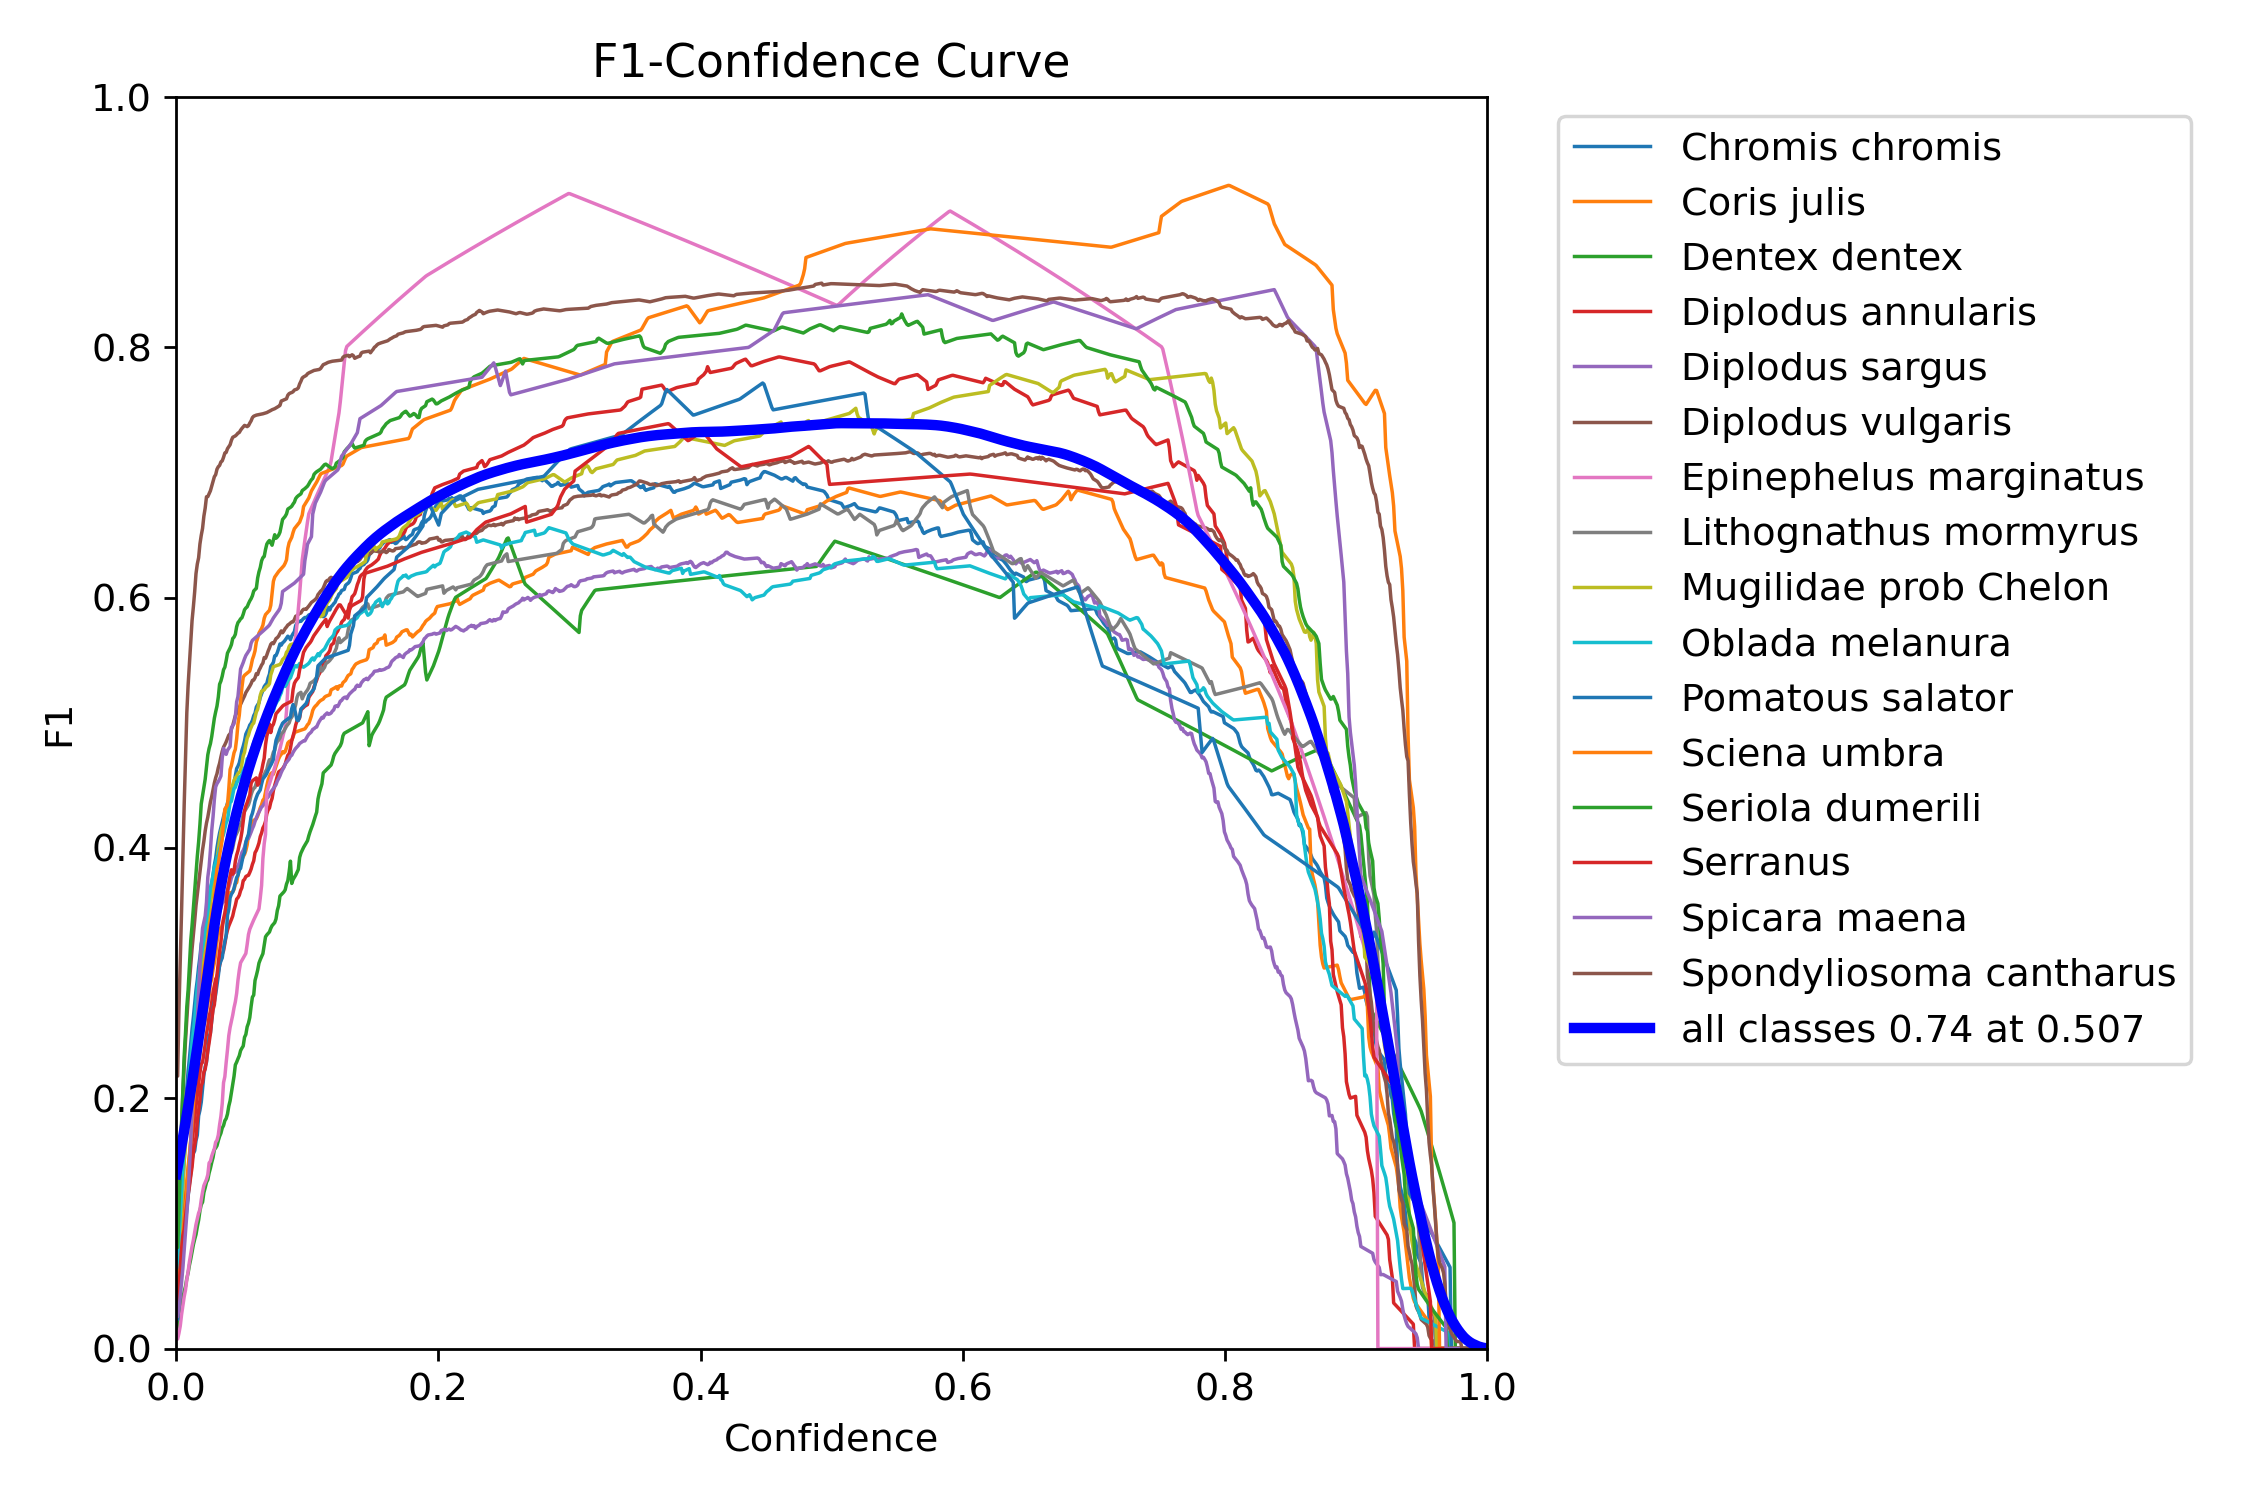 F1-Confidence Curve
1.0
0.8
0.6
0.4
0.2
0.0
F1
0.0 0.2 0.4 0.6 0.8 1.0
Confidence
Chromis chromis
Coris julis
Dentex dentex
Diplodus annularis
Diplodus sargus
Diplodus vulgaris
Epinephelus marginatus
Lithognathus mormyrus
Mugilidae prob Chelon
Oblada melanura
Pomatous salator
Sciena umbra
Seriola dumerili
Serranus
Spicara maena
Spondyliosoma cantharus
all classes 0.74 at 0.507